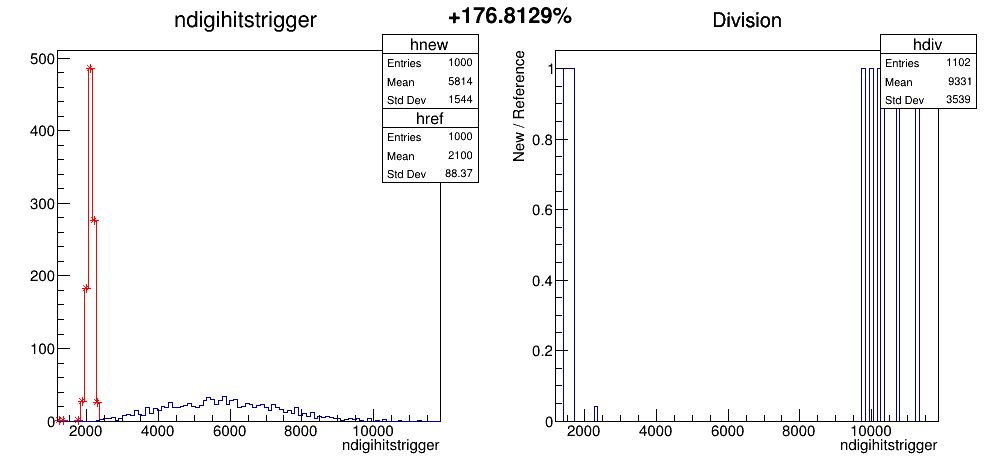 +176.8129%
ndigihitstrigger
hnew
Entries 1000
Mean 5814
Std Dev 1544
href
Entries 1000
Mean 2100
Std Dev 88.37
500
400
300
200
100
0
2000 4000 6000 8000 10000
ndigihitstrigger
Division
hdiv
Entries 1102
Mean 9331
Std Dev 3539
New / Reference
1
0.8
0.6
0.4
0.2
0
2000 4000 6000 8000 10000
ndigihitstrigger